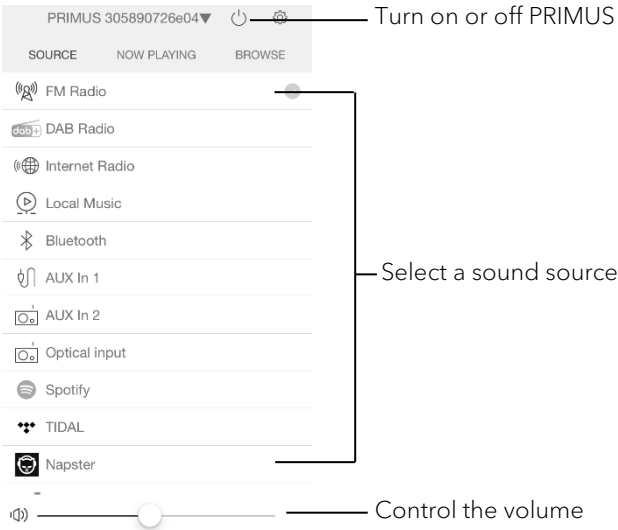 PRIMUS 305890726e04▼
Turn on or off PRIMUS
SOURCE NOW PLAYING BROWSE
FM Radio
dab+ DAB Radio
Internet Radio
Local Music
Bluetooth
Select a sound source
AUX In 1
AUX In 2
Optical input
Spotify
TIDAL
Napster
Control the volume